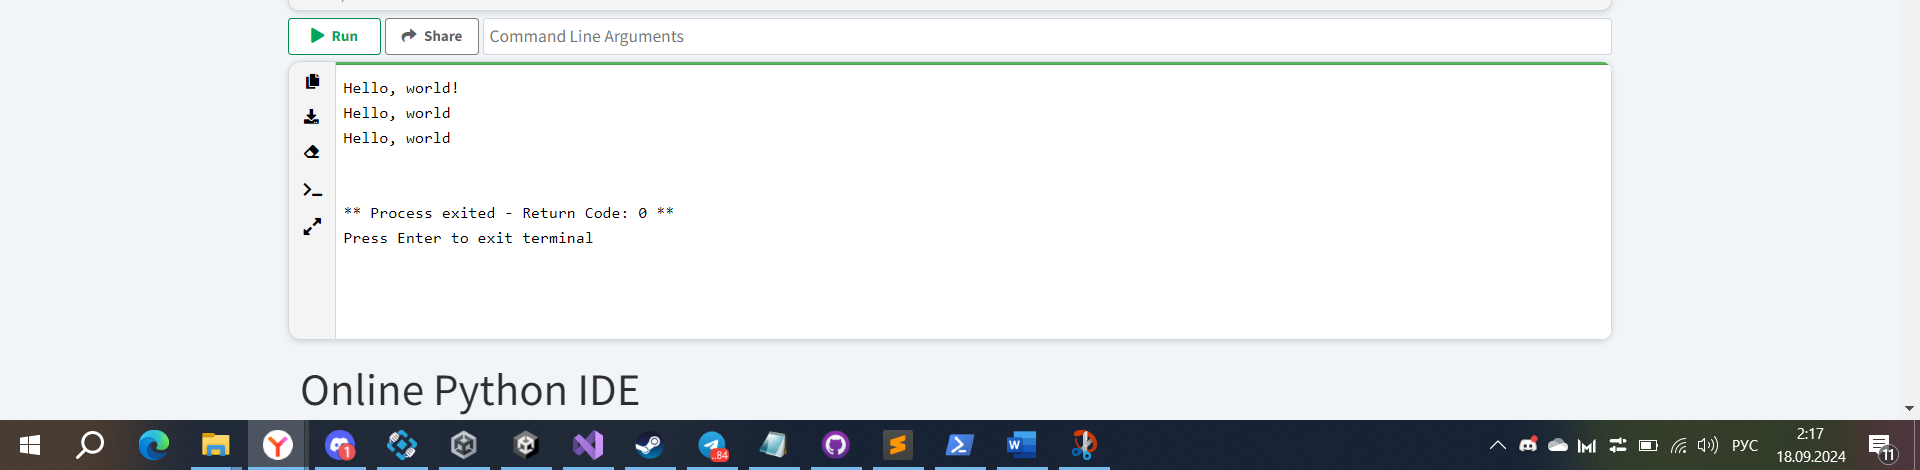 Run
Share
Command Line Arguments
Hello, world!
Hello, world
Hello, world
** Process exited - Return Code: 0 **
Press Enter to exit terminal
Online Python IDE
1
..84
РУС
2:17
18.09.2024
11